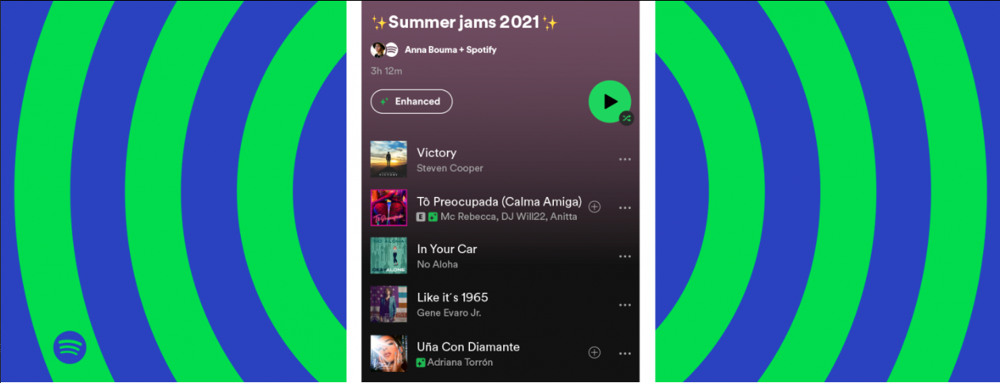 ✨Summer jams 2021✨
Anna Bouma + Spotify
3h 12m
Enhanced
Victory
Steven Cooper
Tô Preocupada (Calma Amiga)
E Mc Rebecca, DJ Will22, Anitta
In Your Car
No Aloha
Like it´s 1965
Gene Evaro Jr.
Uña Con Diamante
Adriana Torrón